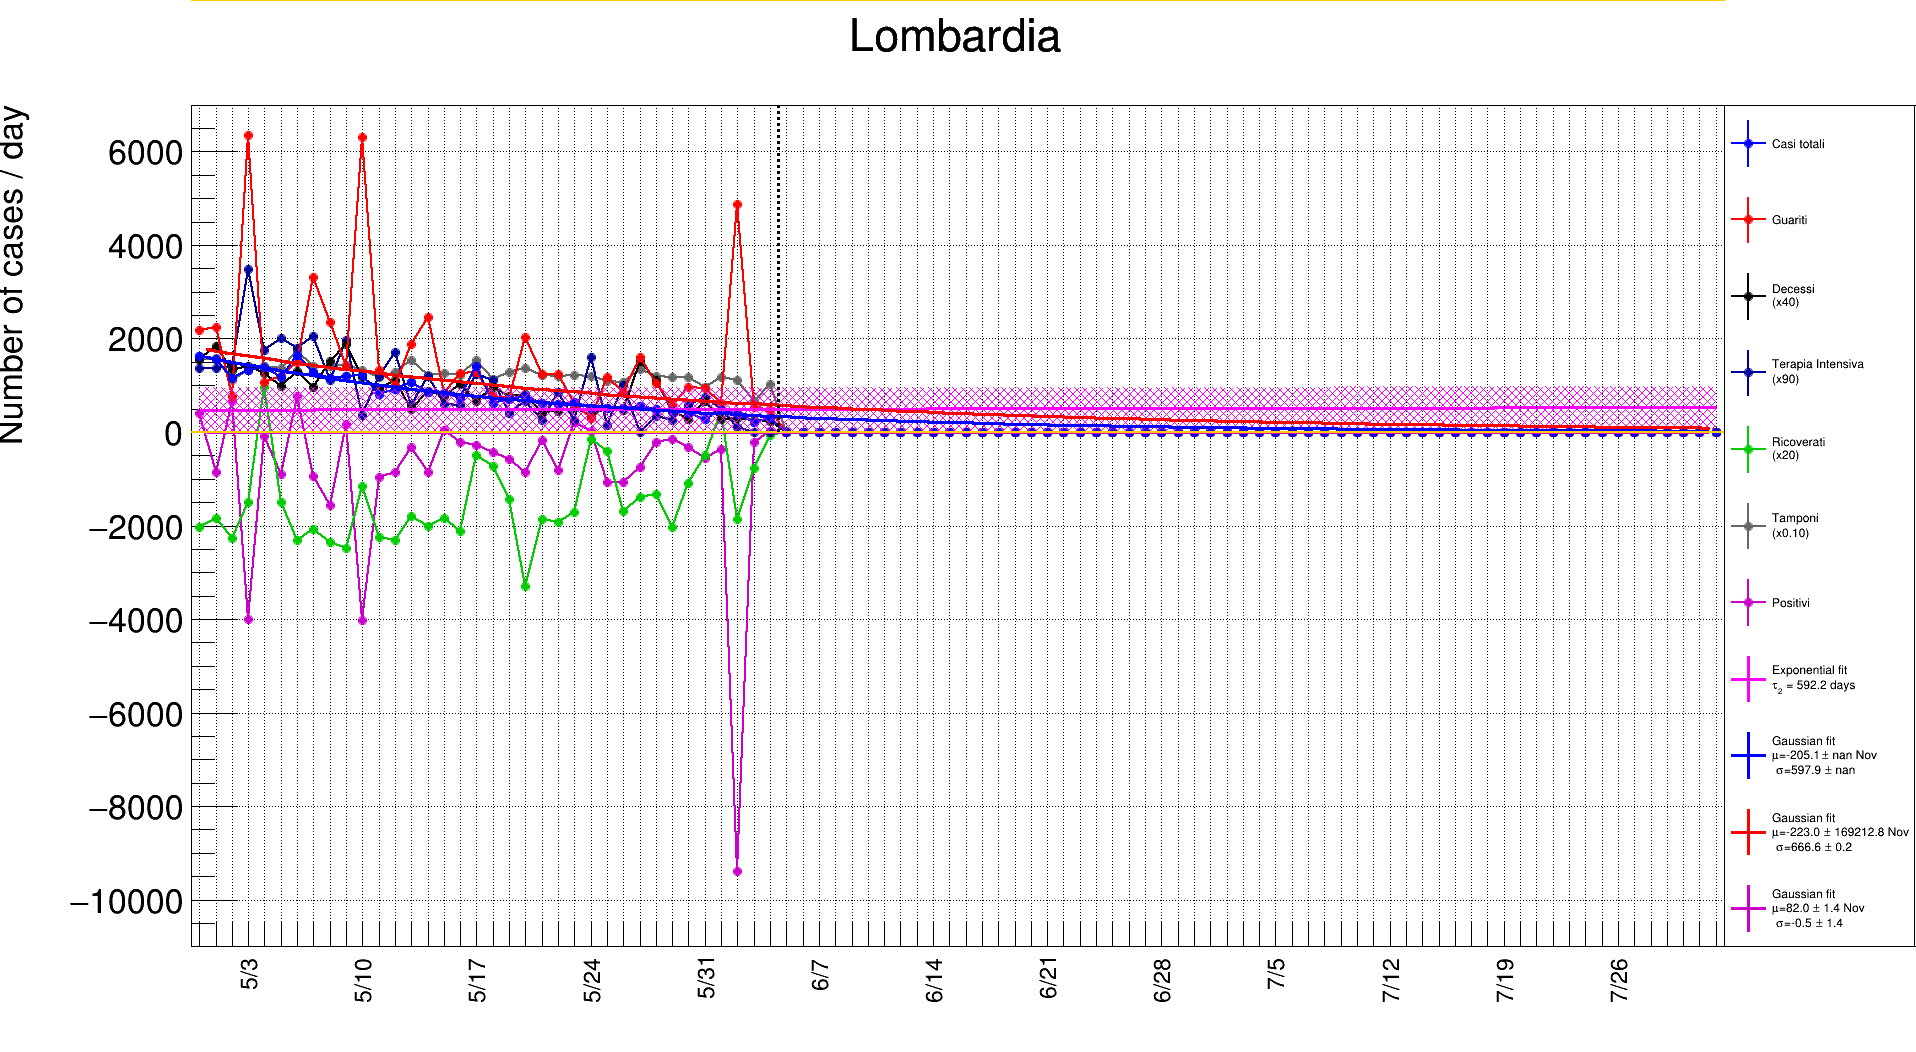 Lombardia
Number of cases / day
6000
4000
2000
0
−2000
−4000
−6000
−8000
−10000
5/3
5/10
5/17
5/24
5/31
6/7
6/14
6/21
6/28
7/5
7/12
7/19
7/26
Casi totali
Guariti
Decessi
(x40)
Terapia Intensiva
(x90)
Ricoverati
(x20)
Tamponi
(x0.10)
Positivi
Exponential fit
τ₂ = 592.2 days
Gaussian fit
μ=-205.1 ± nan Nov
σ=597.9 ± nan
Gaussian fit
μ=-223.0 ± 169212.8 Nov
σ=666.6 ± 0.2
Gaussian fit
μ=82.0 ± 1.4 Nov
σ=-0.5 ± 1.4